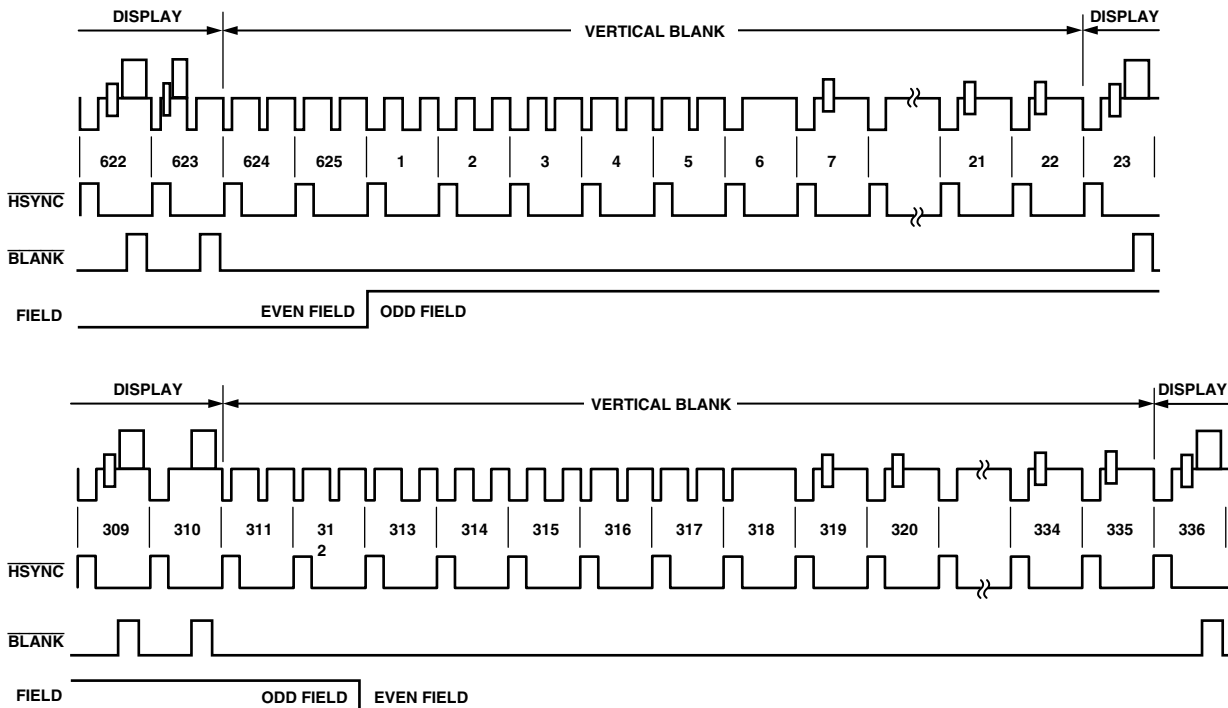 DISPLAY VERTICAL BLANK DISPLAY
622 623 624 625 1 2 3 4 5 6 7 21 22 23
HSYNC
BLANK
FIELD EVEN FIELD ODD FIELD
DISPLAY VERTICAL BLANK DISPLAY
309 310 311 31 313 314 315 316 317 318 319 320 334 335 336
2
HSYNC
BLANK
FIELD ODD FIELD EVEN FIELD